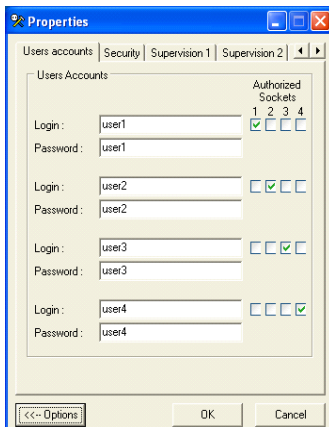 Properties
Users accounts Security Supervision 1 Supervision 2
Users Accounts
Authorized
Sockets
1 2 3 4
Login : user1
Password : user1
Login : user2
Password : user2
Login : user3
Password : user3
Login : user4
Password : user4
<<-- Options OK Cancel